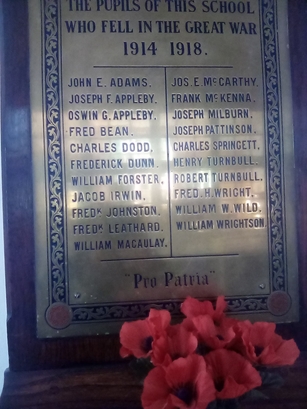 THE PUPILS OF THIS SCHOOL
WHO FELL IN THE GREAT WAR
1914 1918.
JOHN E. ADAMS.
JOSEPH F. APPLEBY.
OSWIN G. APPLEBY.
FRED BEAN.
CHARLES DODD.
FREDERICK DUNN.
WILLIAM FORSTER.
JACOB IRWIN.
FREDK JOHNSTON.
FREDK LEATHARD.
WILLIAM MACAULAY.
JOS. E. McCARTHY.
FRANK McKENNA.
JOSEPH MILBURN.
JOSEPH PATTINSON.
CHARLES SPRINGETT.
HENRY TURNBULL.
ROBERT TURNBULL.
FRED. H. WRIGHT.
WILLIAM W. WILD.
WILLIAM WRIGHTSON.
"Pro Patria"